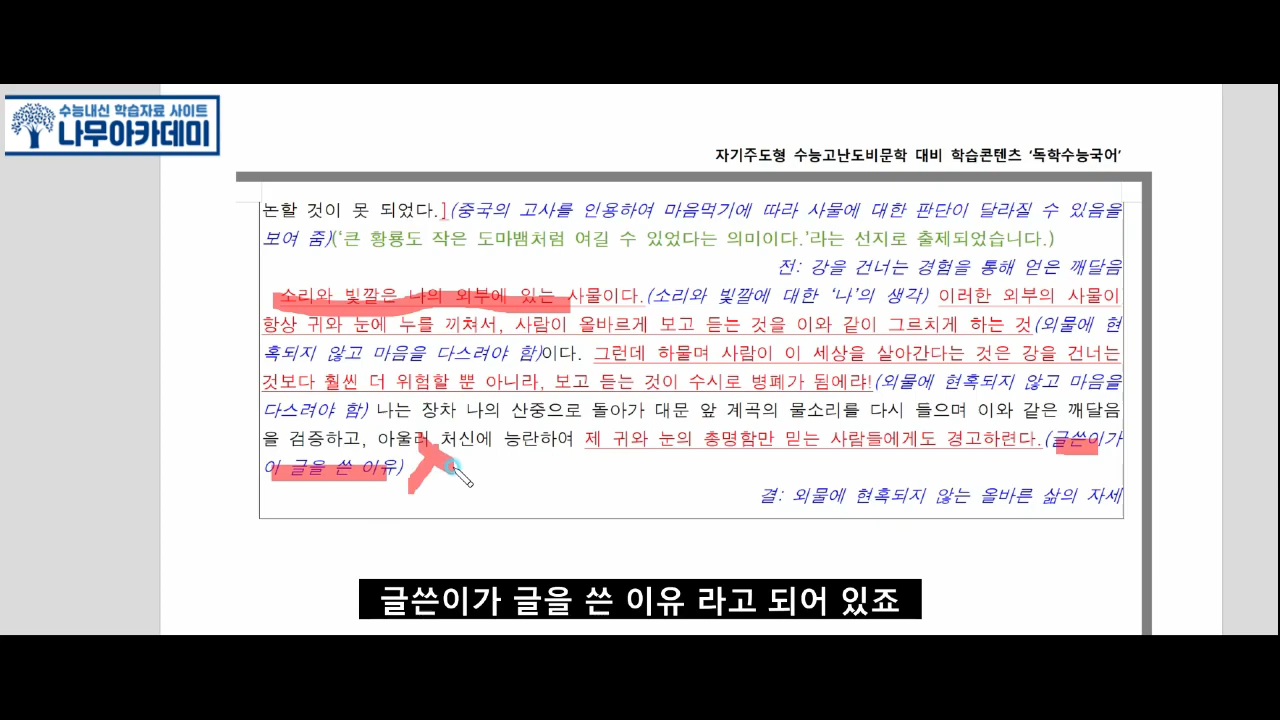 수능내신 학습자료 사이트
나무아카데미
자기주도형 수능고난도비문학 대비 학습콘텐츠 ‘독학수능국어’
논할 것이 못 되었다.](중국의 고사를 인용하여 마음먹기에 따라 사물에 대한 판단이 달라질 수 있음을
보여 줌)(‘큰 황룡도 작은 도마뱀처럼 여길 수 있었다는 의미이다.’라는 선지로 출제되었습니다.)
전: 강을 건너는 경험을 통해 얻은 깨달음
소리와 빛깔은 나의 외부에 있는 사물이다.(소리와 빛깔에 대한 ‘나’의 생각) 이러한 외부의 사물이
항상 귀와 눈에 누를 끼쳐서, 사람이 올바르게 보고 듣는 것을 이와 같이 그르치게 하는 것(외물에 현
혹되지 않고 마음을 다스려야 함)이다. 그런데 하물며 사람이 이 세상을 살아간다는 것은 강을 건너는
것보다 훨씬 더 위험할 뿐 아니라, 보고 듣는 것이 수시로 병폐가 됨에랴!(외물에 현혹되지 않고 마음을
다스려야 함) 나는 장차 나의 산중으로 돌아가 대문 앞 계곡의 물소리를 다시 들으며 이와 같은 깨달음
을 검증하고, 아울러 처신에 능란하여 제 귀와 눈의 총명함만 믿는 사람들에게도 경고하련다.(글쓴이가
이 글을 쓴 이유)
결: 외물에 현혹되지 않는 올바른 삶의 자세
글쓴이가 글을 쓴 이유 라고 되어 있죠